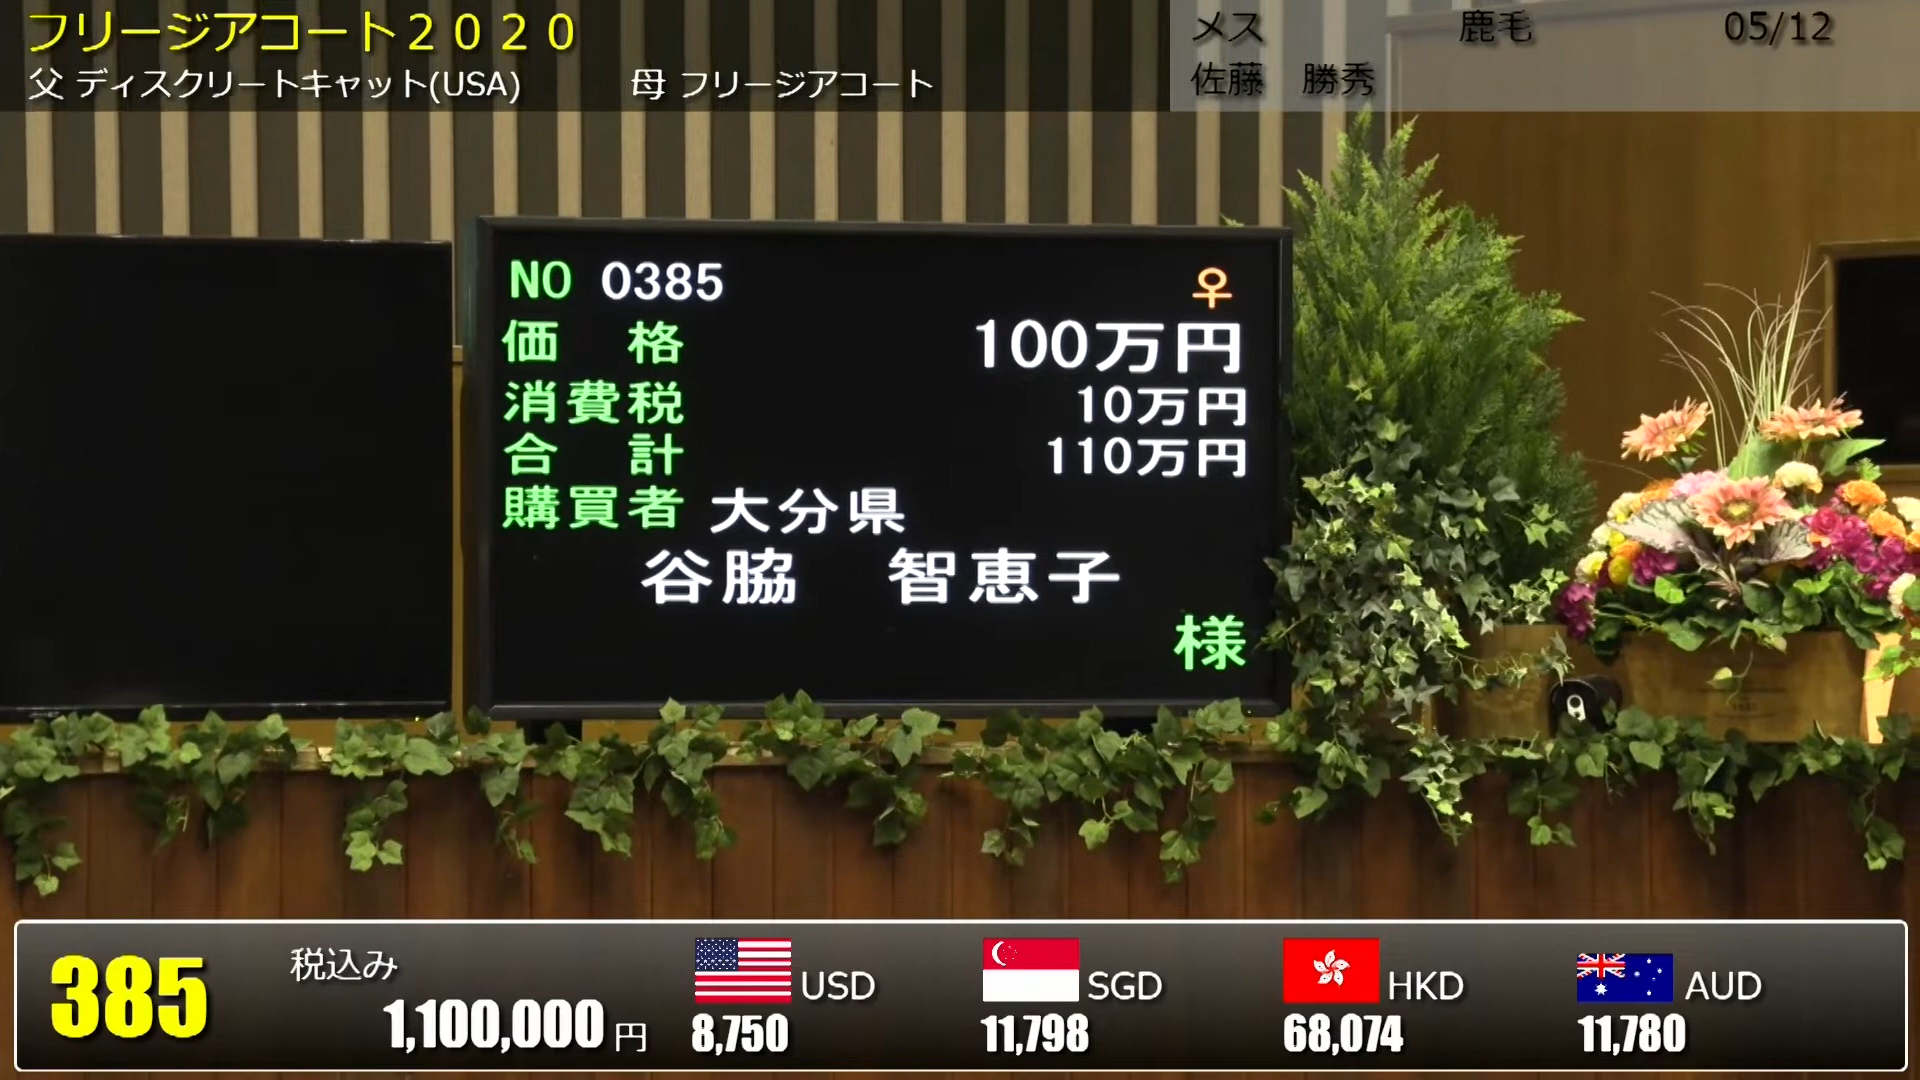 フリージアコート２０２０
父 ディスクリートキャット(USA) 母 フリージアコート
メス 鹿毛 05/12
佐藤 勝秀
NO 0385 ♀
価 格 100万円
消費税 10万円
合 計 110万円
購買者 大分県
谷脇 智恵子
様
385 税込み 1,100,000 円
USD 8,750
SGD 11,798
HKD 68,074
AUD 11,780